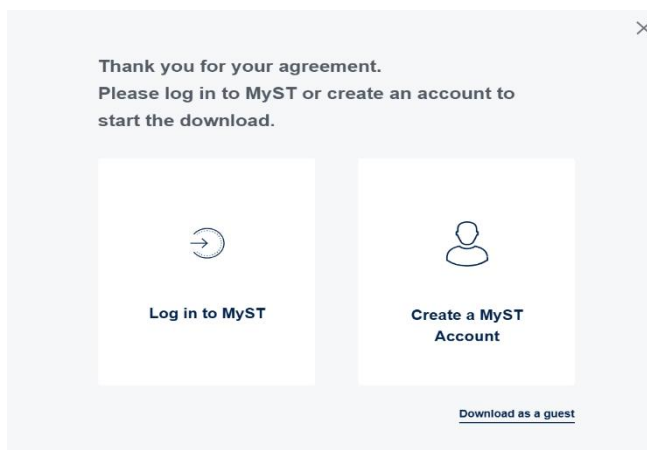 Thank you for your agreement.
Please log in to MyST or create an account to
start the download.
Log in to MyST
Create a MyST
Account
Download as a guest